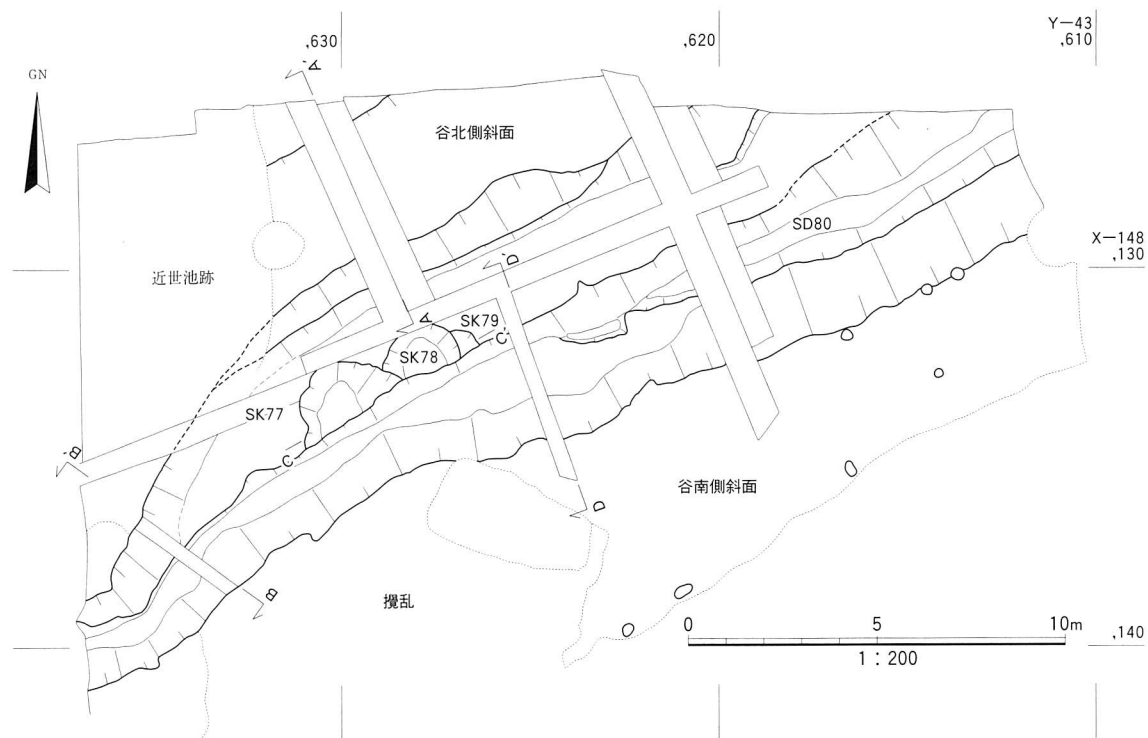 Y－43
,630
,620
,610
GN
A'
谷北側斜面
SD80
X－148
,130
近世池跡
D'
A
SK79
C'
SK78
SK77
C
B'
谷南側斜面
D
B
攪乱
0 5 10m
,140
1：200